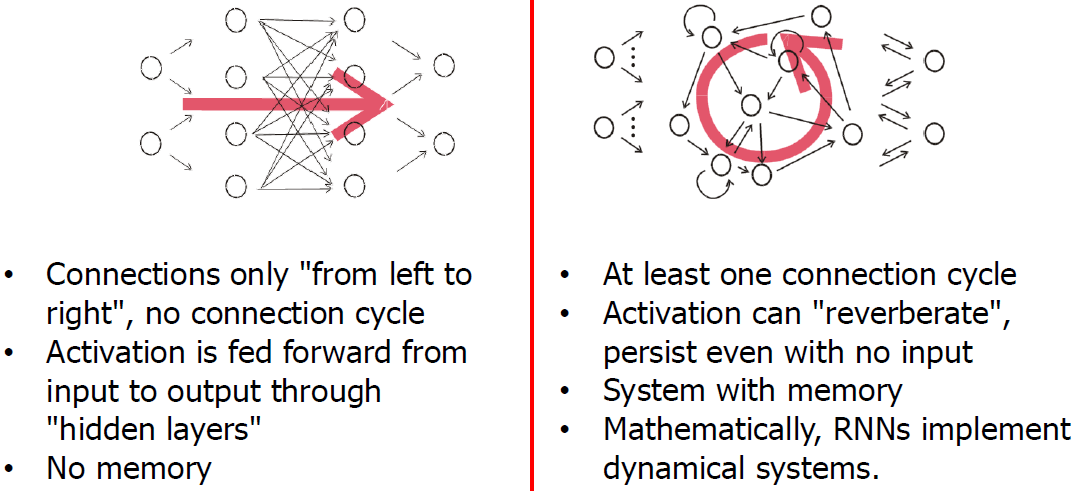 • Connections only "from left to
right", no connection cycle
• Activation is fed forward from
input to output through
"hidden layers"
• No memory
• At least one connection cycle
• Activation can "reverberate",
persist even with no input
• System with memory
• Mathematically, RNNs implement
dynamical systems.